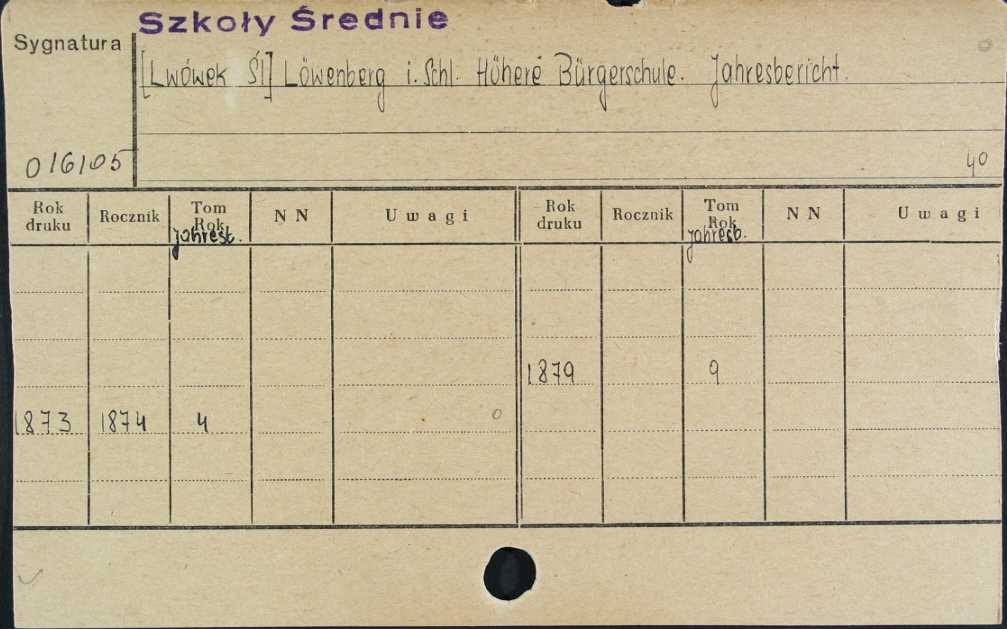 Szkoły Średnie
Sygnatura
[Lwówek Śl] Löwenberg i. Schl. Höhere Bürgerschule. Jahresbericht.
016105
40
Rok druku Rocznik Tom Rok Jahresb. N N Uwagi Rok druku Rocznik Tom Rok Jahresb. N N Uwagi
1879 9
1873 1874 4